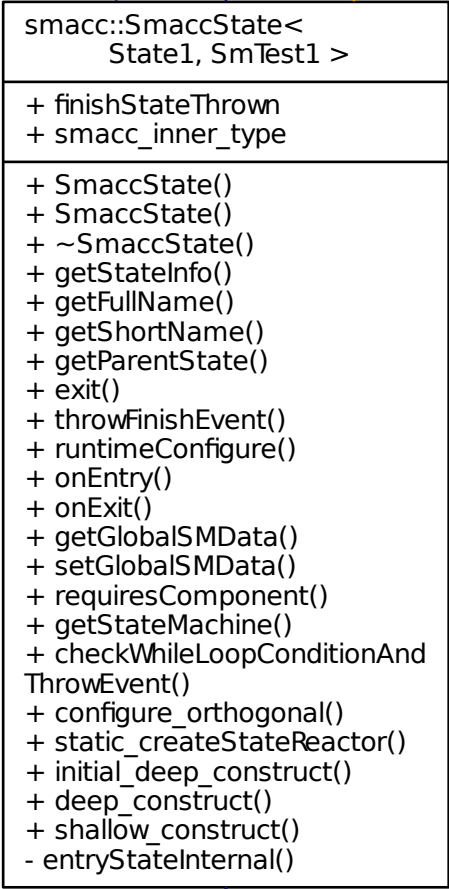 smacc::SmaccState<
State1, SmTest1 >
+ finishStateThrown
+ smacc_inner_type
+ SmaccState()
+ SmaccState()
+ ~SmaccState()
+ getStateInfo()
+ getFullName()
+ getShortName()
+ getParentState()
+ exit()
+ throwFinishEvent()
+ runtimeConfigure()
+ onEntry()
+ onExit()
+ getGlobalSMData()
+ setGlobalSMData()
+ requiresComponent()
+ getStateMachine()
+ checkWhileLoopConditionAnd
ThrowEvent()
+ configure_orthogonal()
+ static_createStateReactor()
+ initial_deep_construct()
+ deep_construct()
+ shallow_construct()
- entryStateInternal()